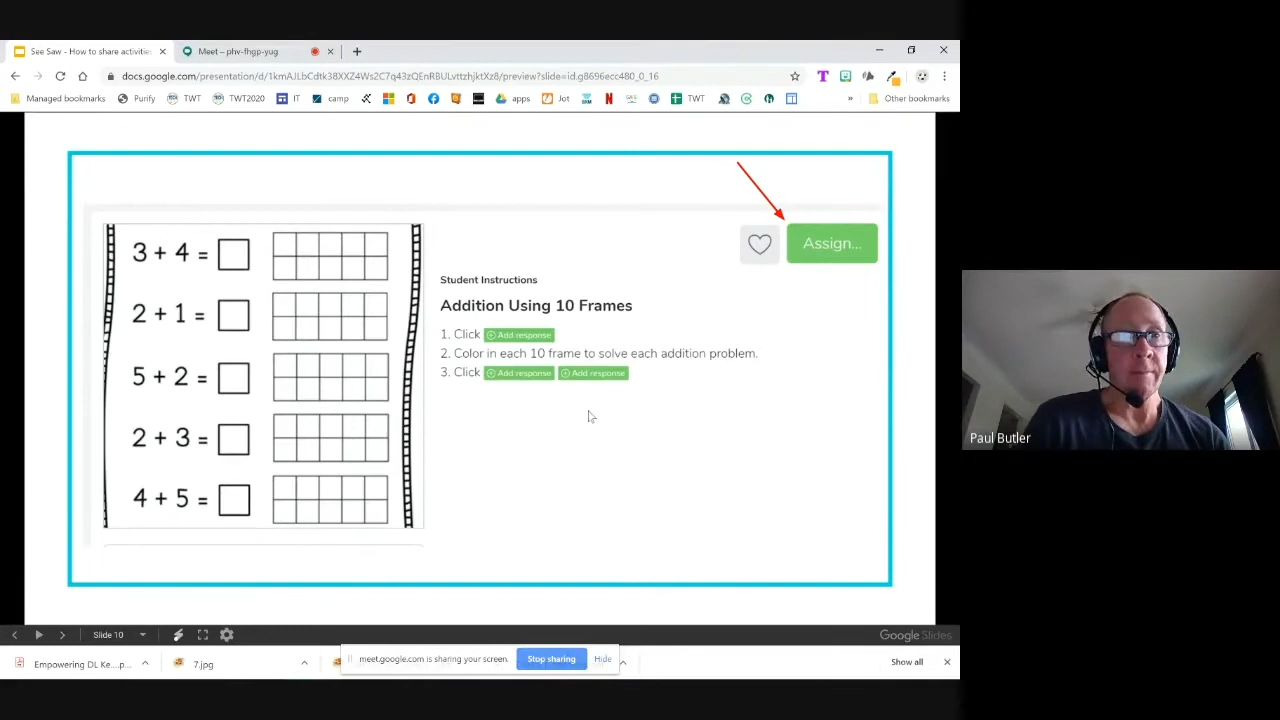 See Saw - How to share activitie
Meet – phv-fhgp-yug
docs.google.com/presentation/d/1kmAJLbCdtk38XXZ4Ws2C7q43zQEnRBULvttzhjktXz8/preview?slide=id.g8696ecc480_0_16
Managed bookmarks
Purify
TWT
TWT2020
IT
camp
apps
Jot
TWT
»
Other bookmarks
3 + 4 =
2 + 1 =
5 + 2 =
2 + 3 =
4 + 5 =
Assign...
Student Instructions
Addition Using 10 Frames
1. Click Add response
2. Color in each 10 frame to solve each addition problem.
3. Click Add response Add response
Paul Butler
Slide 10
Google Slides
Empowering DL Ke....p...
7.jpg
meet.google.com is sharing your screen.
Stop sharing
Hide
Show all